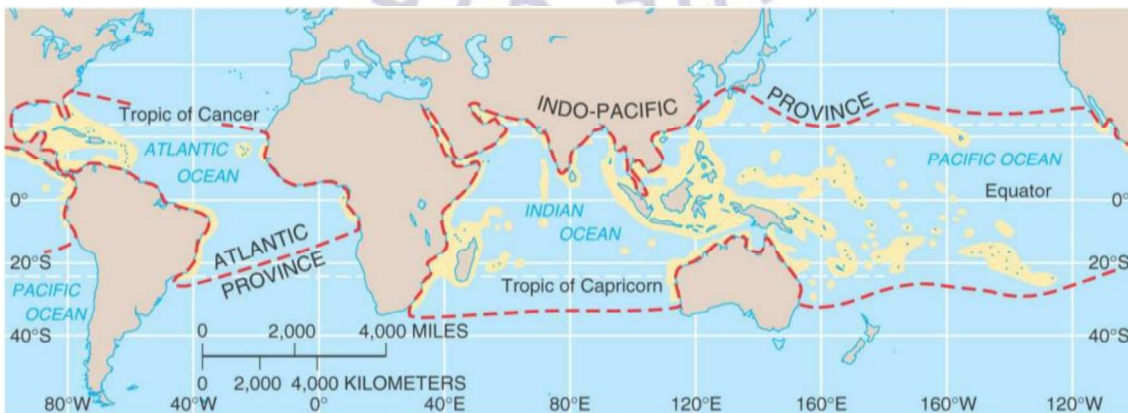 Tropic of Cancer
INDO-PACIFIC
PROVINCE
ATLANTIC
OCEAN
PACIFIC OCEAN
Equator
0°
0°
INDIAN
OCEAN
ATLANTIC
PROVINCE
20°S
20°S
Tropic of Capricorn
PACIFIC
OCEAN
0 2,000 4,000 MILES
40°S
40°S
0 2,000 4,000 KILOMETERS
80°W 40°W 0° 40°E 80°E 120°E 160°E 160°W 120°W